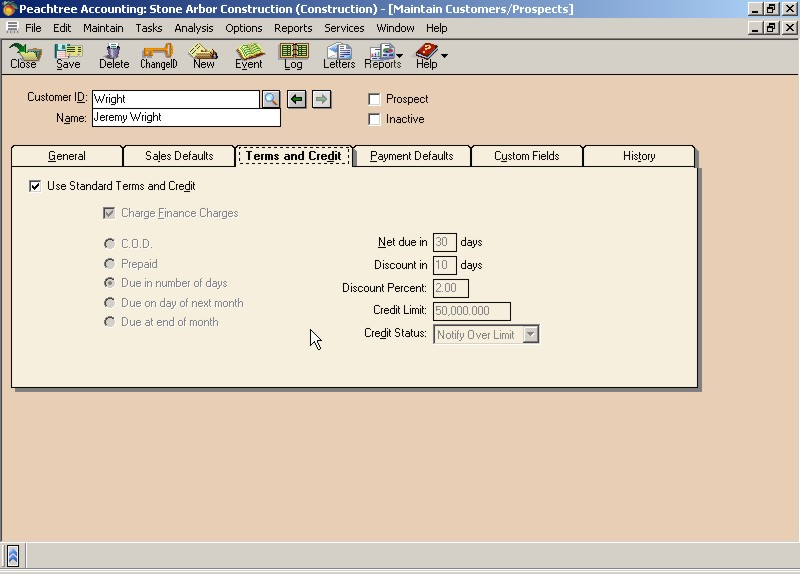 Peachtree Accounting: Stone Arbor Construction (Construction) - [Maintain Customers/Prospects]
File Edit Maintain Tasks Analysis Options Reports Services Window Help
Close Save Delete ChangeID New Event Log Letters Reports Help
Customer ID: Wright Prospect
Name: Jeremy Wright Inactive
General Sales Defaults Terms and Credit Payment Defaults Custom Fields History
Use Standard Terms and Credit
Charge Finance Charges
C.O.D. Net due in 30 days
Prepaid Discount in 10 days
Due in number of days Discount Percent: 2.00
Due on day of next month Credit Limit: 50,000.000
Due at end of month Credit Status: Notify Over Limit